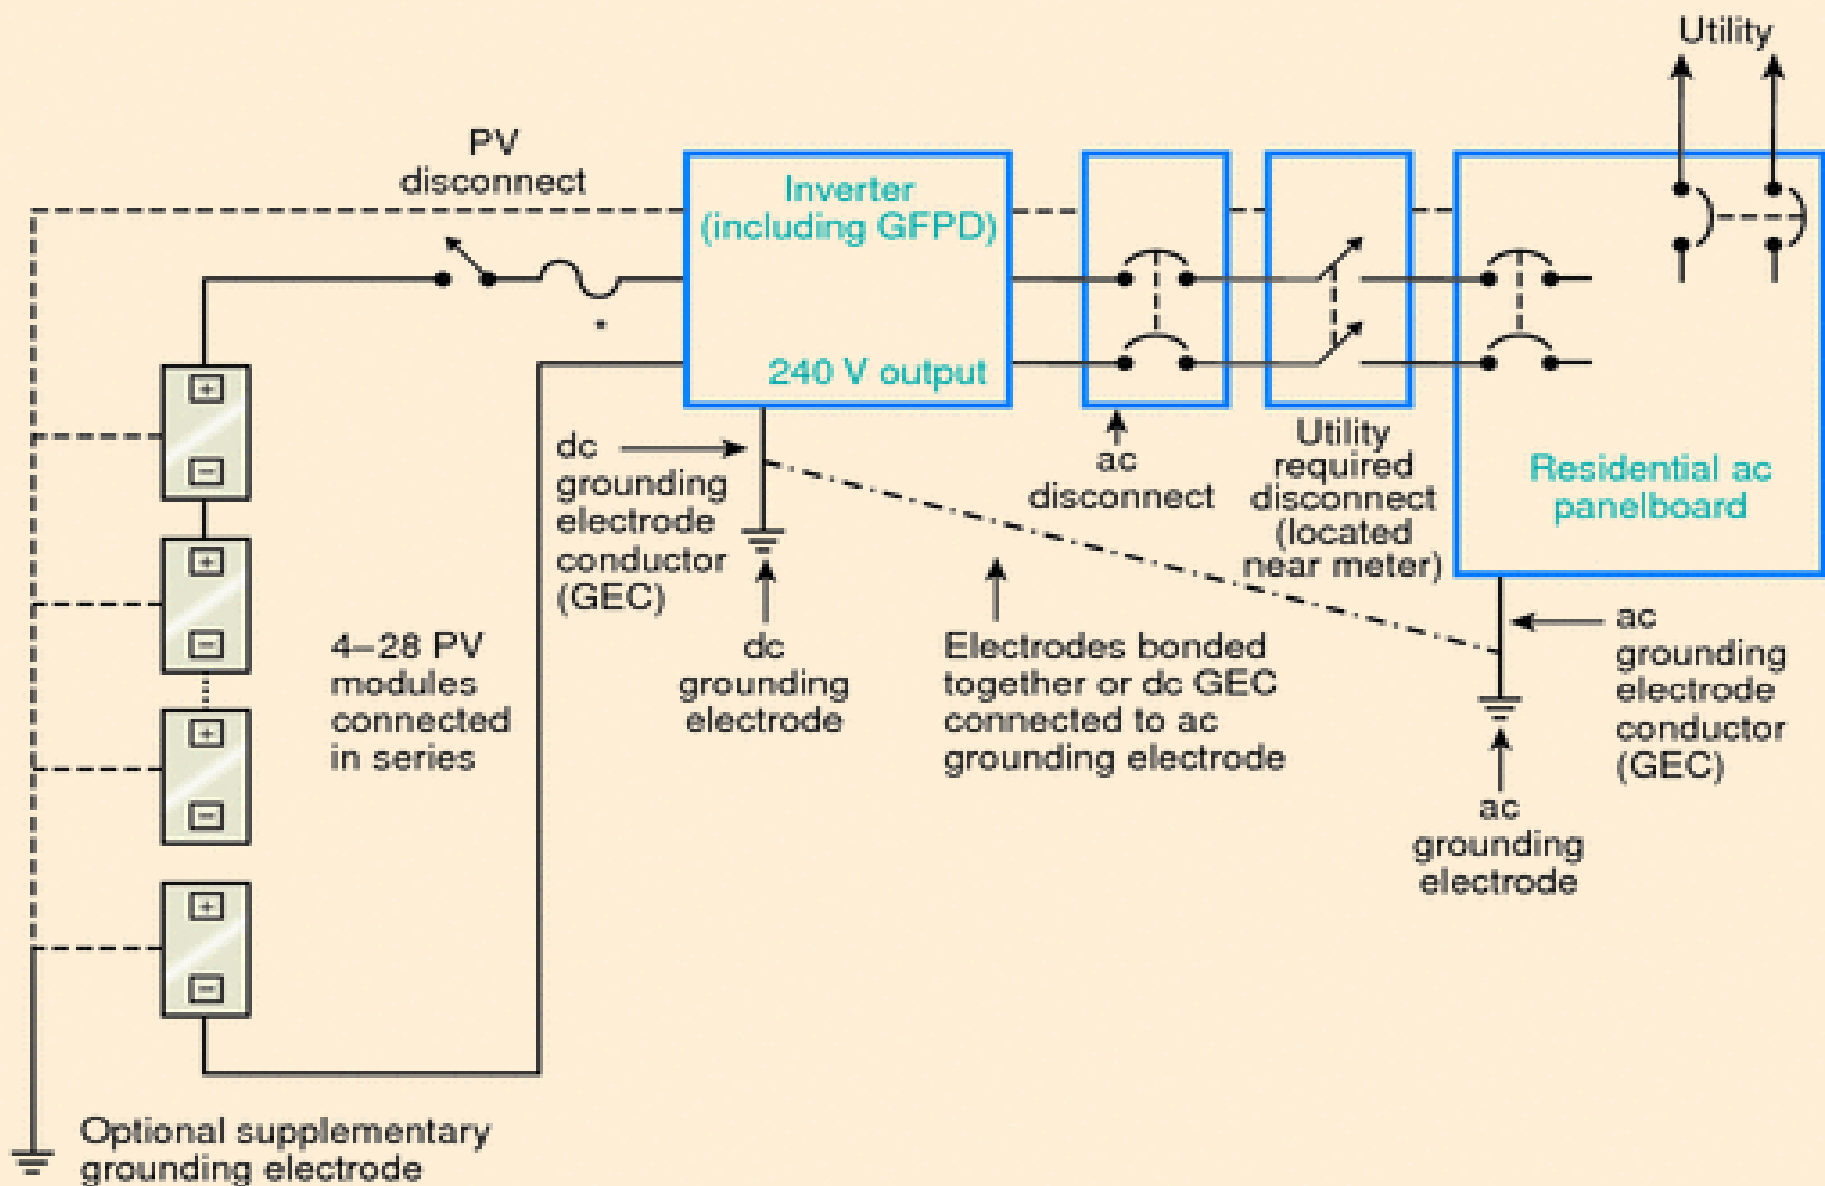 Utility
PV
disconnect
Inverter
(including GFPD)
240 V output
dc
grounding
electrode
conductor
(GEC)
ac
disconnect
Utility
required
disconnect
(located
near meter)
Residential ac
panelboard
+
−
+
−
+
−
+
−
4–28 PV
modules
connected
in series
dc
grounding
electrode
Electrodes bonded
together or dc GEC
connected to ac
grounding electrode
ac
grounding
electrode
conductor
(GEC)
ac
grounding
electrode
Optional supplementary
grounding electrode